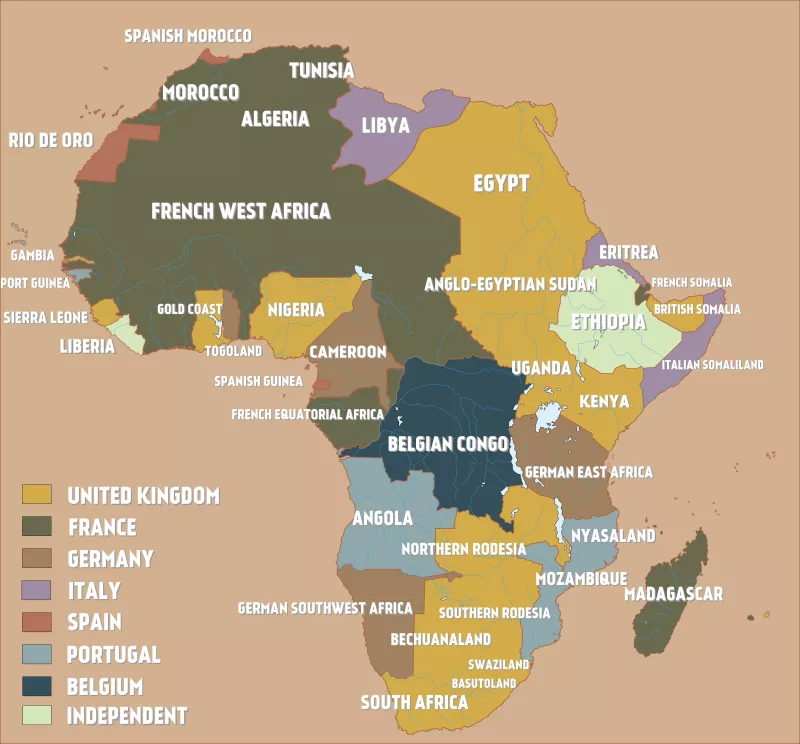 SPANISH MOROCCO
TUNISIA
MOROCCO
ALGERIA
LIBYA
RIO DE ORO
EGYPT
FRENCH WEST AFRICA
ERITREA
GAMBIA
PORT GUINEA
ANGLO-EGYPTIAN SUDAN
FRENCH SOMALIA
GOLD COAST
NIGERIA
BRITISH SOMALIA
SIERRA LEONE
ETHIOPIA
LIBERIA
TOGOLAND
CAMEROON
UGANDA
ITALIAN SOMALILAND
SPANISH GUINEA
KENYA
FRENCH EQUATORIAL AFRICA
BELGIAN CONGO
GERMAN EAST AFRICA
UNITED KINGDOM
FRANCE
GERMANY
ITALY
SPAIN
PORTUGAL
BELGIUM
INDEPENDENT
ANGOLA
NYASALAND
NORTHERN RODESIA
MOZAMBIQUE
MADAGASCAR
GERMAN SOUTHWEST AFRICA
SOUTHERN RODESIA
BECHUANALAND
SWAZILAND
BASUTOLAND
SOUTH AFRICA